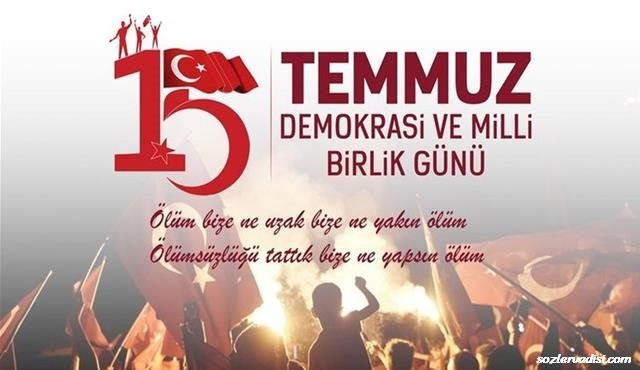 15 TEMMUZ
DEMOKRASİ VE MİLLİ
BİRLİK GÜNÜ
Ölüm bize ne uzak bize ne yakın ölüm
Ölümsüzlüğü tattık bize ne yapsın ölüm
sozlervadisi.com